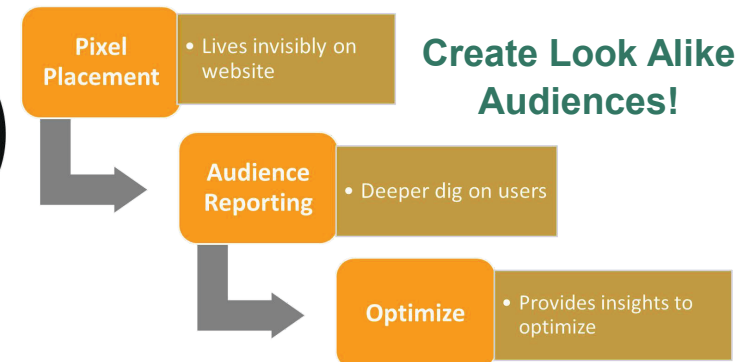 Pixel
Placement
• Lives invisibly on
website
Create Look Alike
Audiences!
Audience
Reporting
• Deeper dig on users
Optimize
• Provides insights to
optimize